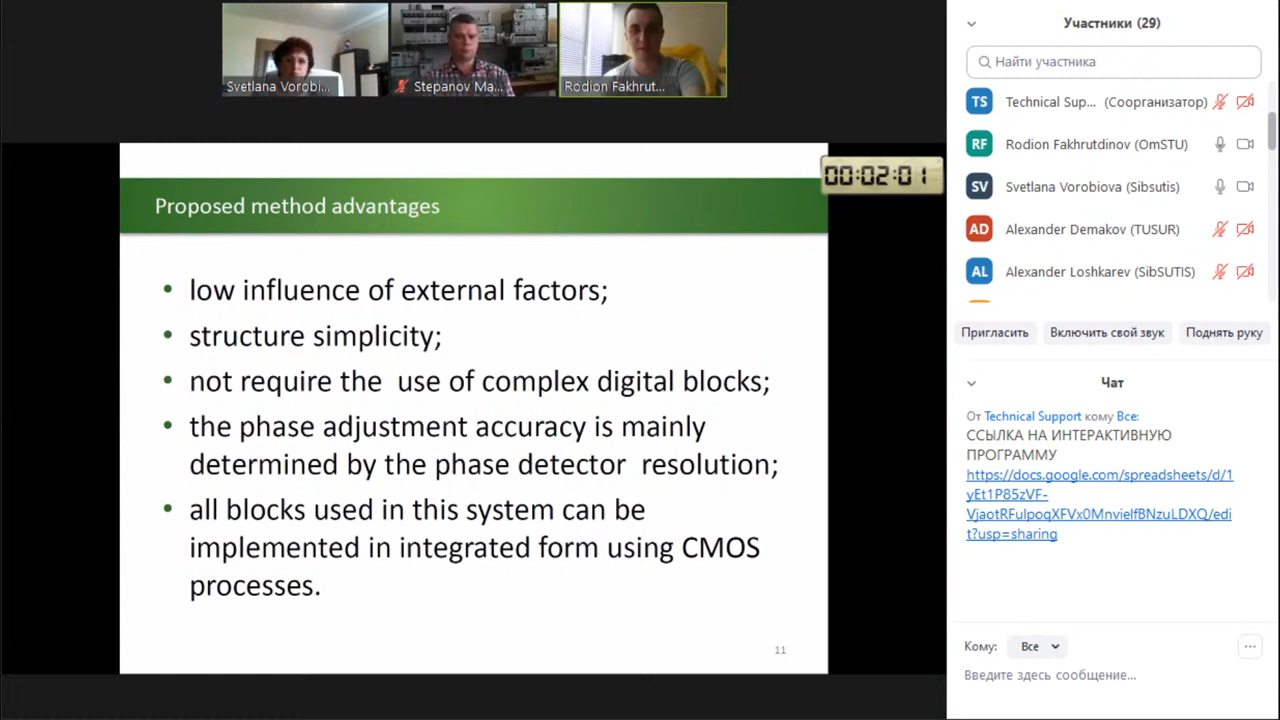 Svetlana Vorobi...
Stepanov Ma...
Rodion Fakhrut...
00:02:01
Proposed method advantages
• low influence of external factors;
• structure simplicity;
• not require the  use of complex digital blocks;
• the phase adjustment accuracy is mainly
determined by the phase detector  resolution;
• all blocks used in this system can be
implemented in integrated form using CMOS
processes.
11
Участники (29)
Найти участника
TS Technical Sup... (Соорганизатор)
RF Rodion Fakhrutdinov (OmSTU)
SV Svetlana Vorobiova (Sibsutis)
AD Alexander Demakov (TUSUR)
AL Alexander Loshkarev (SibSUTIS)
Пригласить Включить свой звук Поднять руку
Чат
От Technical Support кому Все:
ССЫЛКА НА ИНТЕРАКТИВНУЮ
ПРОГРАММУ
https://docs.google.com/spreadsheets/d/1
yEt1P85zVF-
VjaotRFulpoqXFVx0MnvielfBNzuLDXQ/edi
t?usp=sharing
Кому: Все
Введите здесь сообщение...